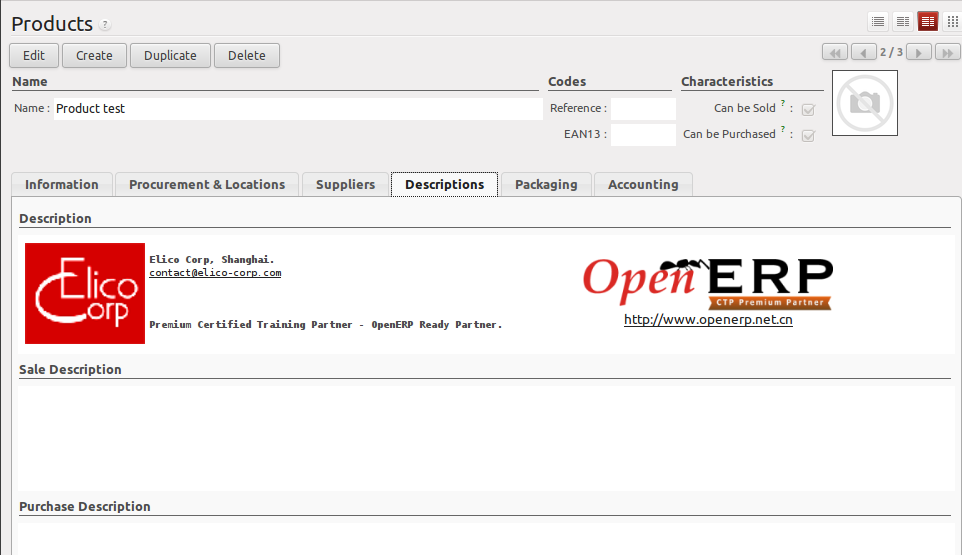 Products ?
Edit Create Duplicate Delete
2 / 3
Name
Codes
Characteristics
Name : Product test
Reference :
Can be Sold ? :
EAN13 :
Can be Purchased ? :
Information Procurement & Locations Suppliers Descriptions Packaging Accounting
Description
Elico
Corp
Elico Corp, Shanghai.
contact@elico-corp.com
Premium Certified Training Partner - OpenERP Ready Partner.
Open ERP
CTP Premium Partner
http://www.openerp.net.cn
Sale Description
Purchase Description